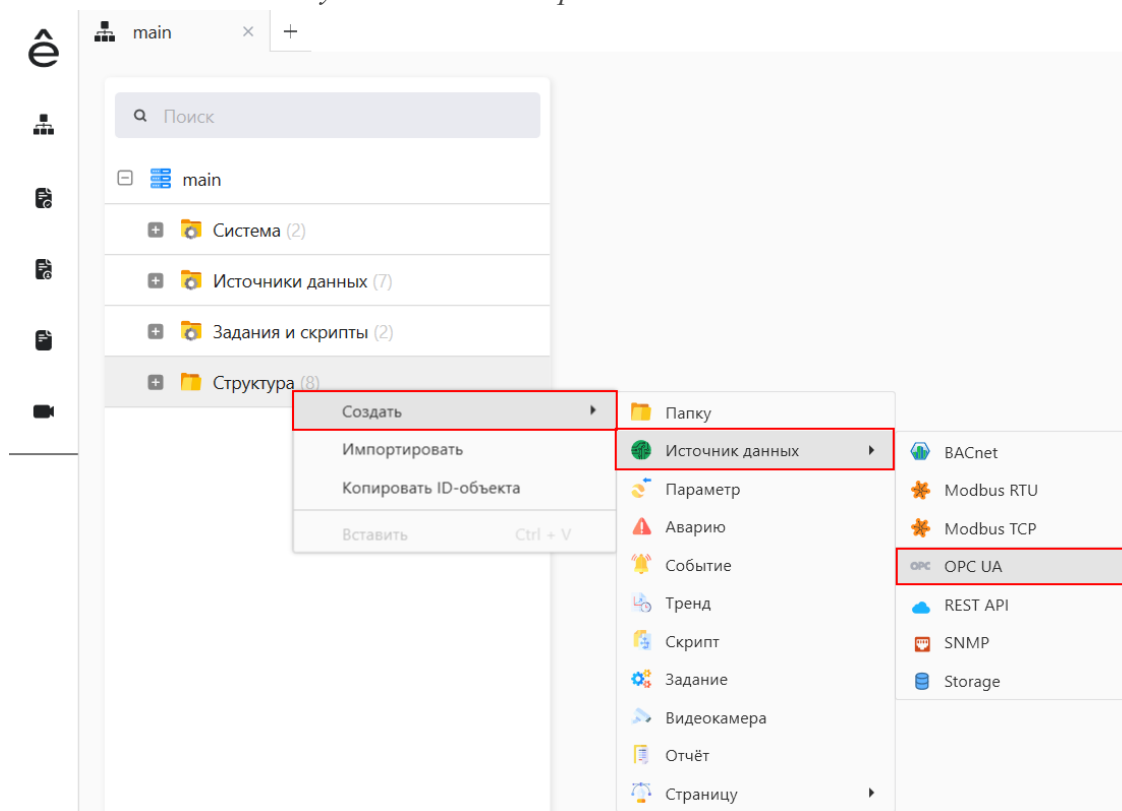 main × +
Поиск
main
Система (2)
Источники данных (7)
Задания и скрипты (2)
Структура (8)
Создать
Импортировать
Копировать ID-объекта
Вставить Ctrl + V
Папку
Источник данных
Параметр
Аварию
Событие
Тренд
Скрипт
Задание
Видеокамера
Отчёт
Страницу
BACnet
Modbus RTU
Modbus TCP
OPC OPC UA
REST API
SNMP
Storage